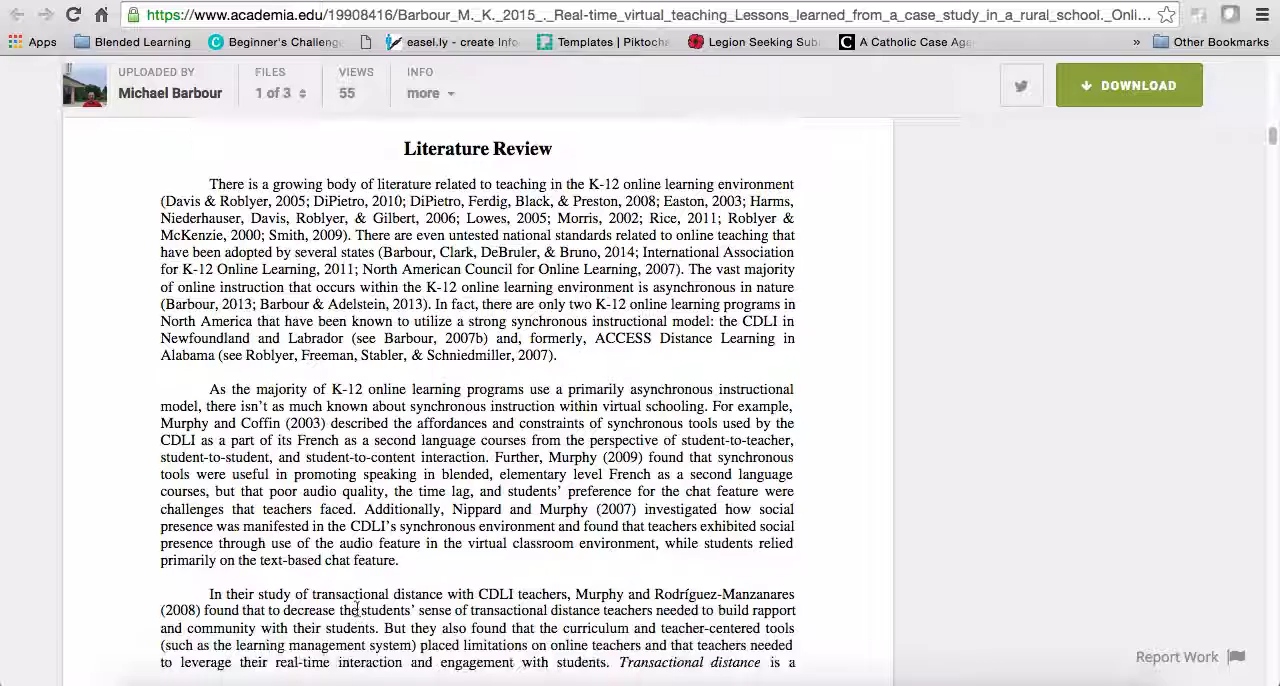 https://www.academia.edu/19908416/Barbour_M._K._2015_._Real-time_virtual_teaching_Lessons_learned_from_a_case_study_in_a_rural_school._Onli...
Apps Blended Learning Beginner's Challeng easel.ly - create Info Templates | Piktocha Legion Seeking Sub A Catholic Case Aga » Other Bookmarks
UPLOADED BY FILES VIEWS INFO
Michael Barbour 1 of 3 55 more
DOWNLOAD
Literature Review
There is a growing body of literature related to teaching in the K-12 online learning environment
(Davis & Roblyer, 2005; DiPietro, 2010; DiPietro, Ferdig, Black, & Preston, 2008; Easton, 2003; Harms,
Niederhauser, Davis, Roblyer, & Gilbert, 2006; Lowes, 2005; Morris, 2002; Rice, 2011; Roblyer &
McKenzie, 2000; Smith, 2009). There are even untested national standards related to online teaching that
have been adopted by several states (Barbour, Clark, DeBruler, & Bruno, 2014; International Association
for K-12 Online Learning, 2011; North American Council for Online Learning, 2007). The vast majority
of online instruction that occurs within the K-12 online learning environment is asynchronous in nature
(Barbour, 2013; Barbour & Adelstein, 2013). In fact, there are only two K-12 online learning programs in
North America that have been known to utilize a strong synchronous instructional model: the CDLI in
Newfoundland and Labrador (see Barbour, 2007b) and, formerly, ACCESS Distance Learning in
Alabama (see Roblyer, Freeman, Stabler, & Schniedmiller, 2007).
As the majority of K-12 online learning programs use a primarily asynchronous instructional
model, there isn't as much known about synchronous instruction within virtual schooling. For example,
Murphy and Coffin (2003) described the affordances and constraints of synchronous tools used by the
CDLI as a part of its French as a second language courses from the perspective of student-to-teacher,
student-to-student, and student-to-content interaction. Further, Murphy (2009) found that synchronous
tools were useful in promoting speaking in blended, elementary level French as a second language
courses, but that poor audio quality, the time lag, and students' preference for the chat feature were
challenges that teachers faced. Additionally, Nippard and Murphy (2007) investigated how social
presence was manifested in the CDLI's synchronous environment and found that teachers exhibited social
presence through use of the audio feature in the virtual classroom environment, while students relied
primarily on the text-based chat feature.
In their study of transactional distance with CDLI teachers, Murphy and Rodríguez-Manzanares
(2008) found that to decrease the students' sense of transactional distance teachers needed to build rapport
and community with their students. But they also found that the curriculum and teacher-centered tools
(such as the learning management system) placed limitations on online teachers and that teachers needed
to leverage their real-time interaction and engagement with students. Transactional distance is a
Report Work